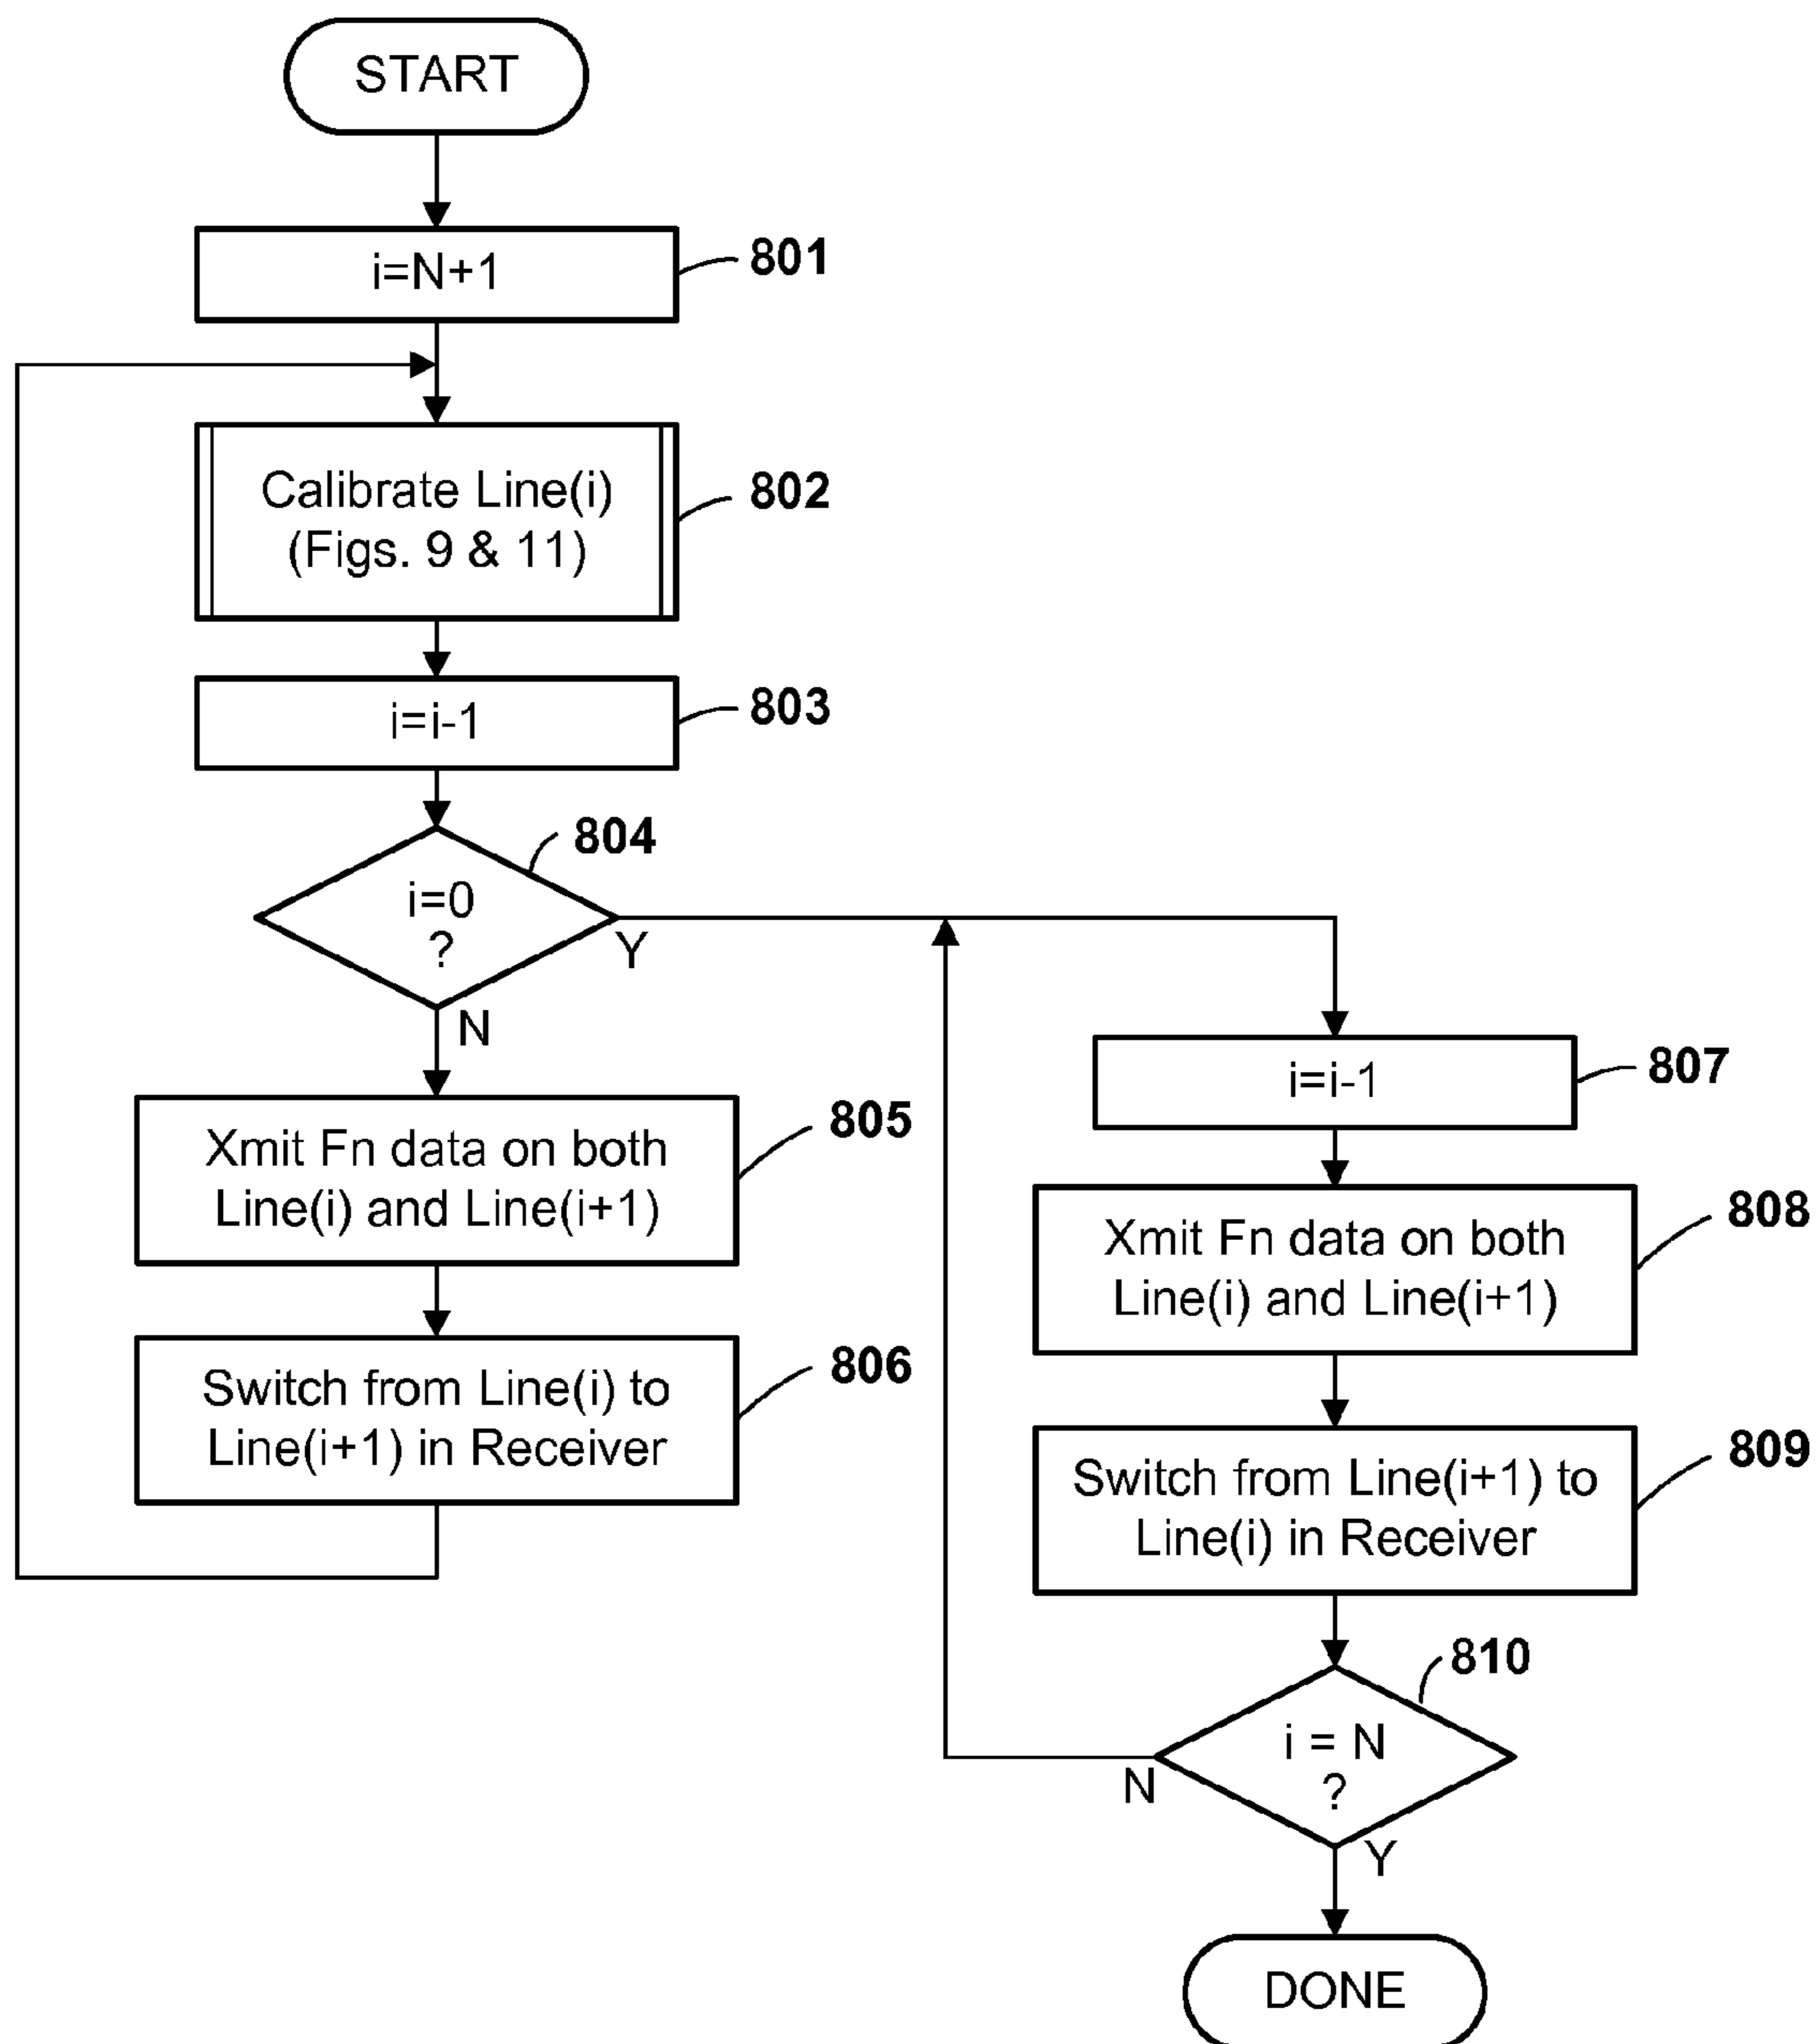 START
i=N+1
801
Calibrate Line(i)
(Figs. 9 & 11)
802
i=i-1
803
804
i=0
?
Y
N
Xmit Fn data on both
Line(i) and Line(i+1)
805
Switch from Line(i) to
Line(i+1) in Receiver
806
i=i-1
807
Xmit Fn data on both
Line(i) and Line(i+1)
808
Switch from Line(i+1) to
Line(i) in Receiver
809
810
i = N
?
N
Y
DONE